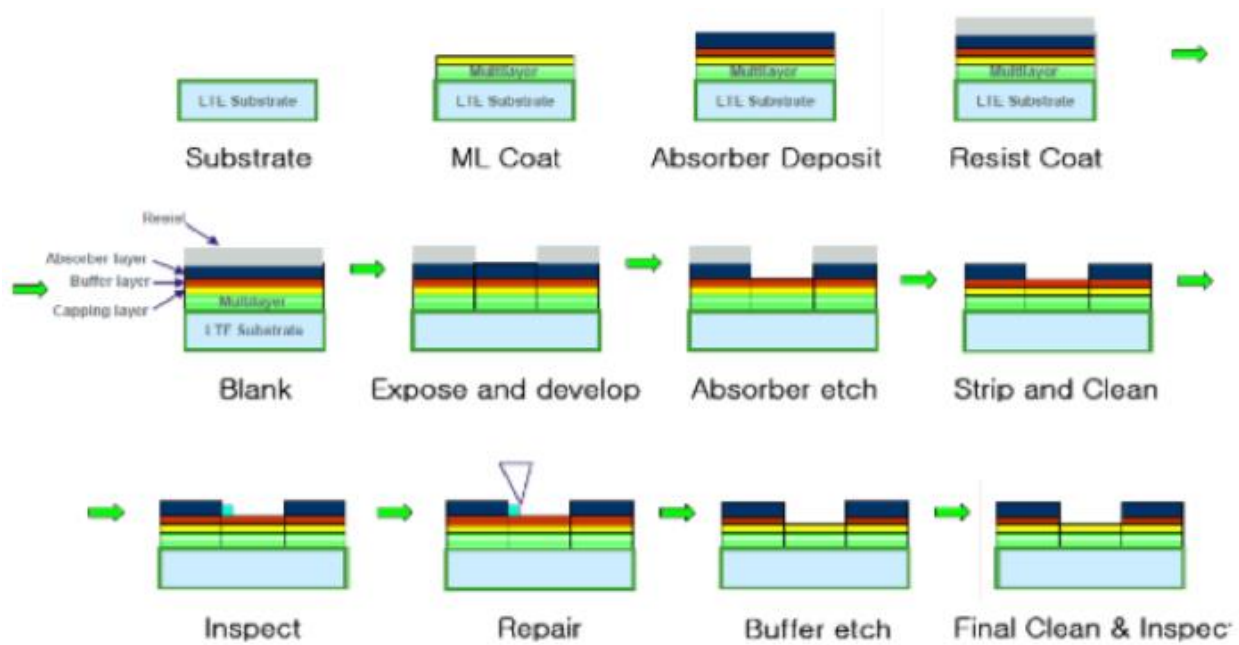 LTE Substrate
Substrate
Multilayer
LTE Substrate
ML Coat
Multilayer
LTE Substrate
Absorber Deposit
Multilayer
LTE Substrate
Resist Coat
Resist
Absorber layer
Buffer layer
Capping layer
Multilayer
LTE Substrate
Blank
Expose and develop
Absorber etch
Strip and Clean
Inspect
Repair
Buffer etch
Final Clean & Inspec